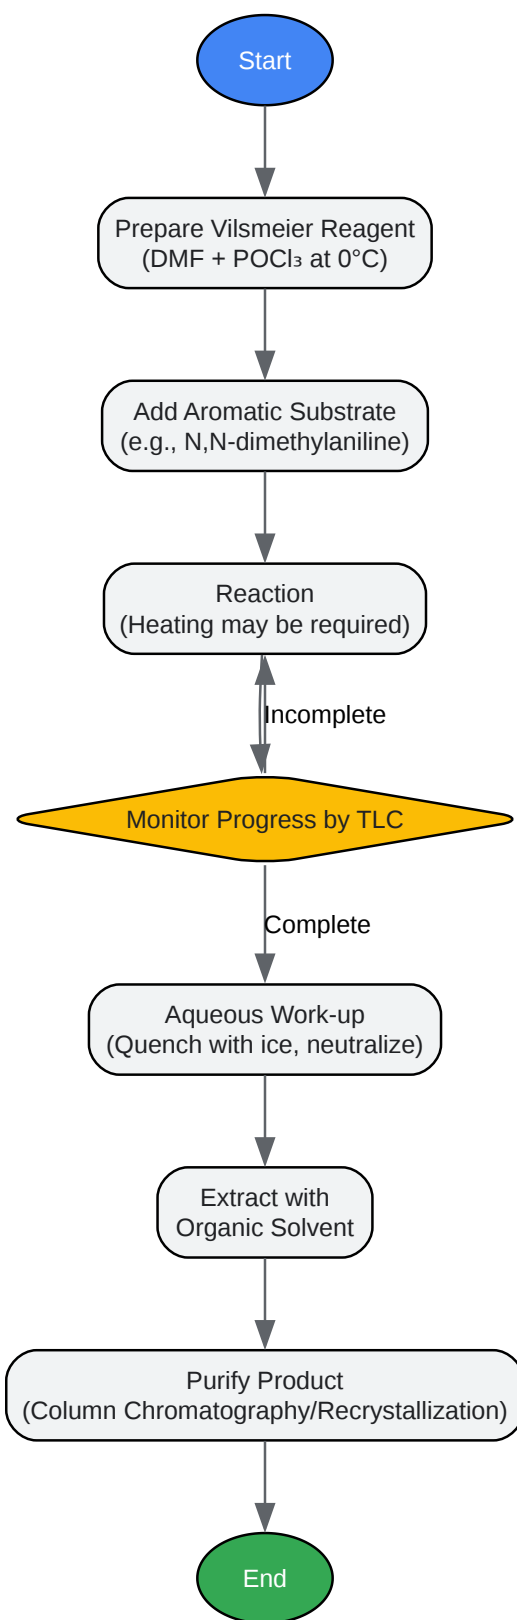 Start
Prepare Vilsmeier Reagent
(DMF + POCl₃ at 0°C)
Add Aromatic Substrate
(e.g., N,N-dimethylaniline)
Reaction
(Heating may be required)
Incomplete
Monitor Progress by TLC
Complete
Aqueous Work-up
(Quench with ice, neutralize)
Extract with
Organic Solvent
Purify Product
(Column Chromatography/Recrystallization)
End